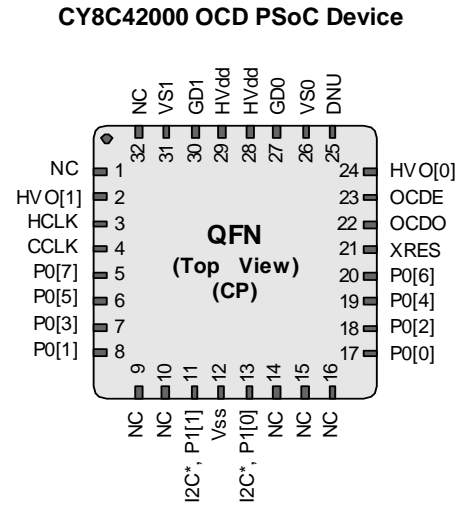 CY8C42000 OCD PSoC Device
NC
VS1
GD1
HVdd
HVdd
GD0
VS0
DNU
32
31
30
29
28
27
26
25
NC 1
HVO[1] 2
HCLK 3
CCLK 4
P0[7] 5
P0[5] 6
P0[3] 7
P0[1] 8
QFN
(Top View)
(CP)
24 HVO[0]
23 OCDE
22 OCDO
21 XRES
20 P0[6]
19 P0[4]
18 P0[2]
17 P0[0]
9
10
11
12
13
14
15
16
NC
NC
I2C*, P1[1]
Vss
I2C*, P1[0]
NC
NC
NC